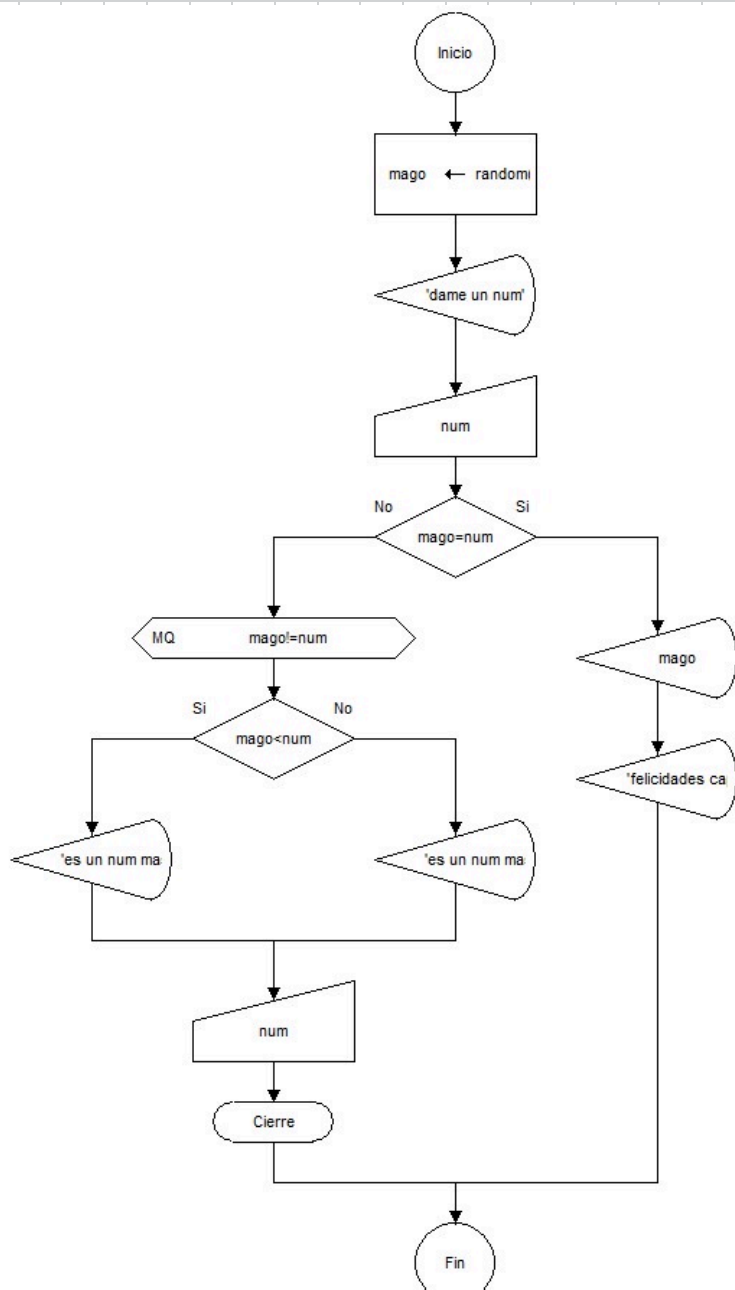 Inicio
mago ← random(
'dame un num'
num
No
Si
mago=num
MQ mago!=num
mago
Si
No
mago<num
'felicidades ca
'es un num ma
'es un num ma
num
Cierre
Fin